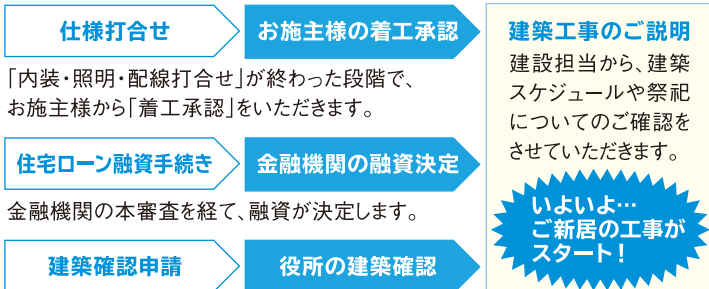 仕様打合せ
お施主様の着工承認
「内装・照明・配線打合せ」が終わった段階で、
お施主様から「着工承認」をいただきます。
住宅ローン融資手続き
金融機関の融資決定
金融機関の本審査を経て、融資が決定します。
建築確認申請
役所の建築確認
建築工事のご説明
建設担当から、建築
スケジュールや祭祀
についてのご確認を
させていただきます。
いよいよ…
ご新居の工事が
スタート！